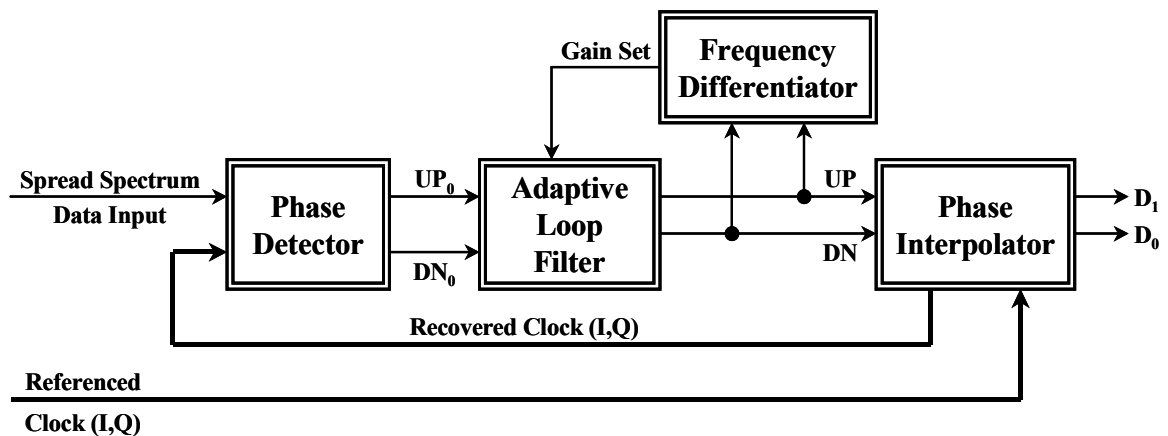 Gain Set
Frequency
Differentiator
Spread Spectrum
Data Input
Phase
Detector
UP₀
DN₀
Adaptive
Loop
Filter
UP
DN
Phase
Interpolator
D₁
D₀
Recovered Clock (I,Q)
Referenced
Clock (I,Q)